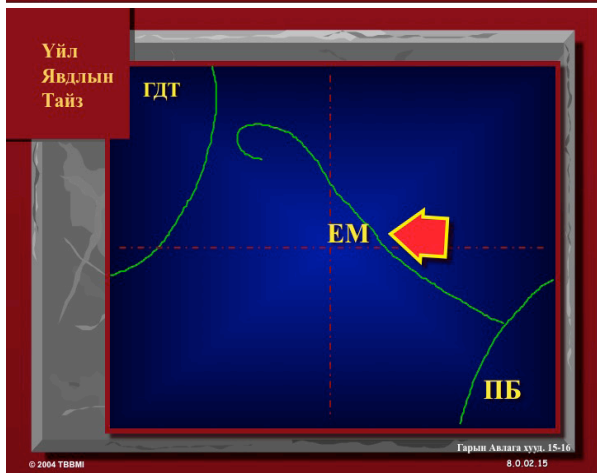 Үйл
Явдлын
Тайз
ГДТ
ЕМ
ПБ
Гарын Авлага хууд. 15-16
© 2004 TBBMI
8.0.02.15